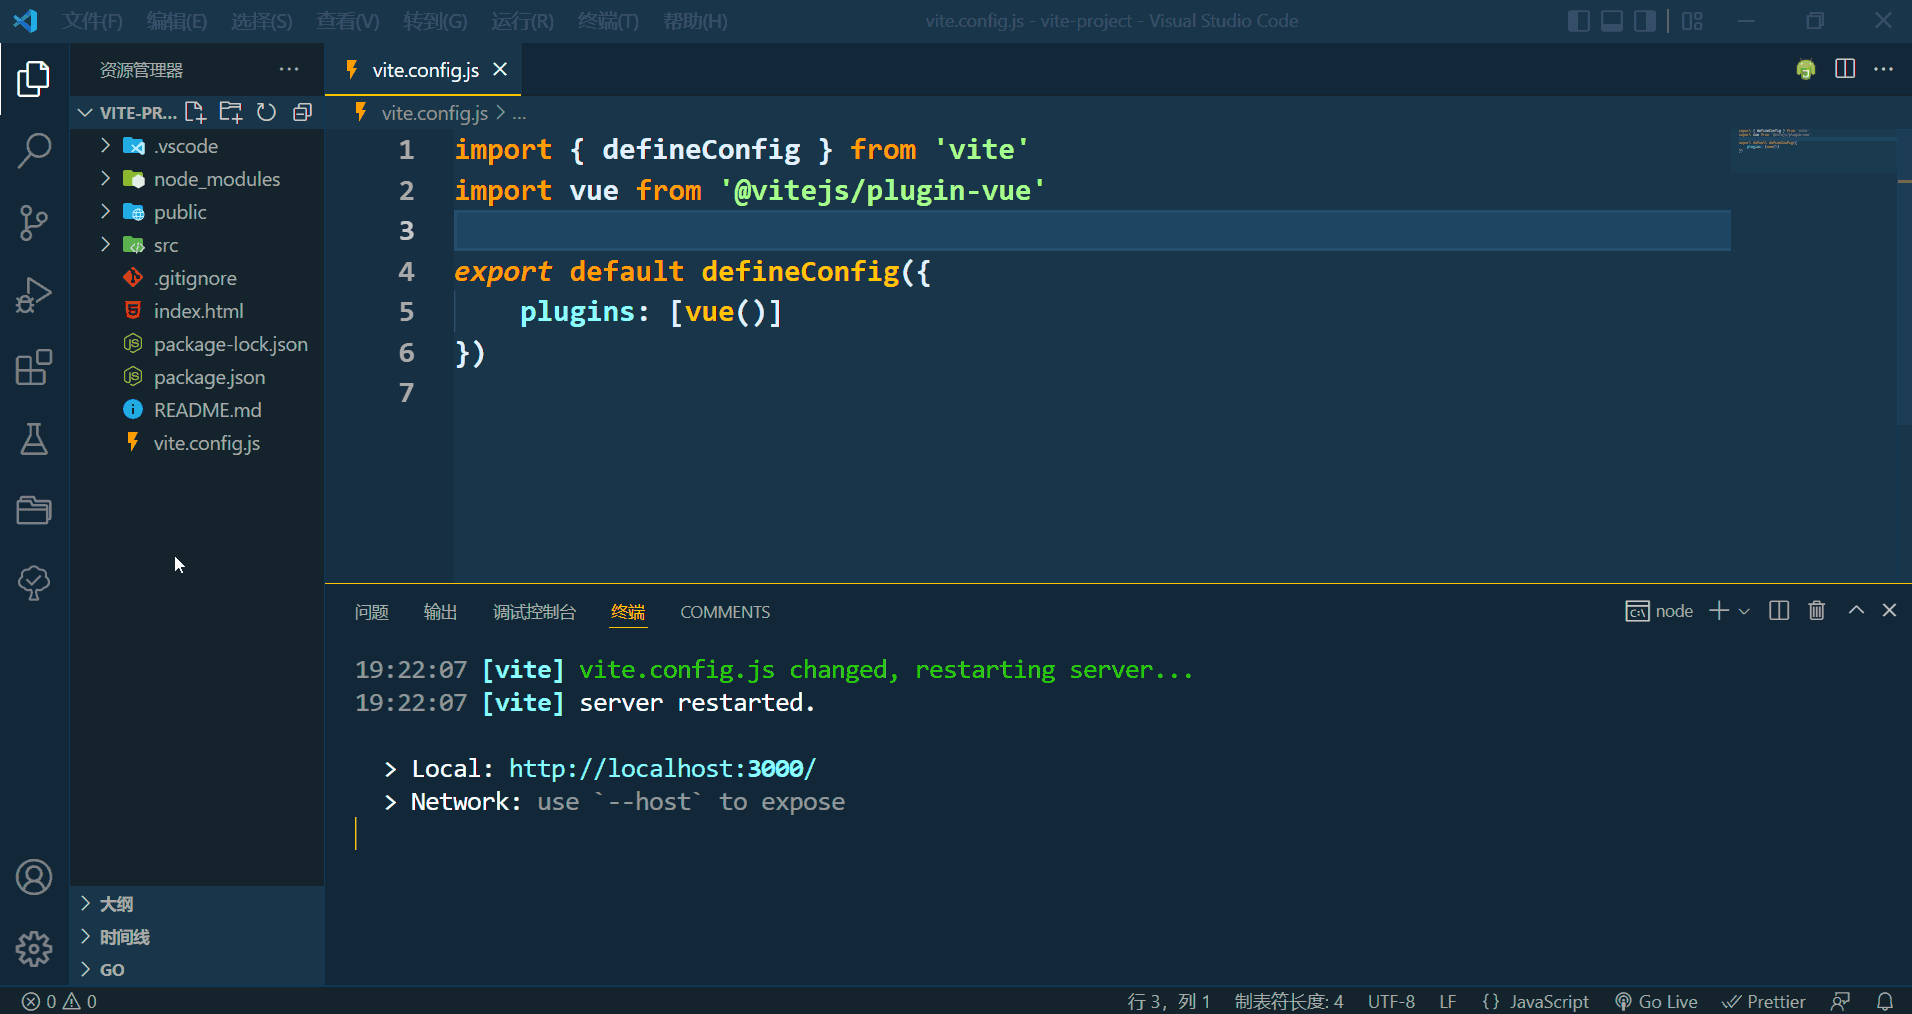 文件(F) 编辑(E) 选择(S) 查看(V) 转到(G) 运行(R) 终端(T) 帮助(H) vite.config.js - vite-project - Visual Studio Code
资源管理器 ···
VITE-PR...
.vscode
node_modules
public
src
.gitignore
index.html
package-lock.json
package.json
README.md
vite.config.js
大纲
时间线
GO
vite.config.js
vite.config.js > ...
1 import { defineConfig } from 'vite'
2 import vue from '@vitejs/plugin-vue'
3
4 export default defineConfig({
5 plugins: [vue()]
6 })
7
问题 输出 调试控制台 终端 COMMENTS node
19:22:07 [vite] vite.config.js changed, restarting server...
19:22:07 [vite] server restarted.
> Local: http://localhost:3000/
> Network: use `--host` to expose
0 0 行 3，列 1 制表符长度: 4 UTF-8 LF {} JavaScript Go Live Prettier